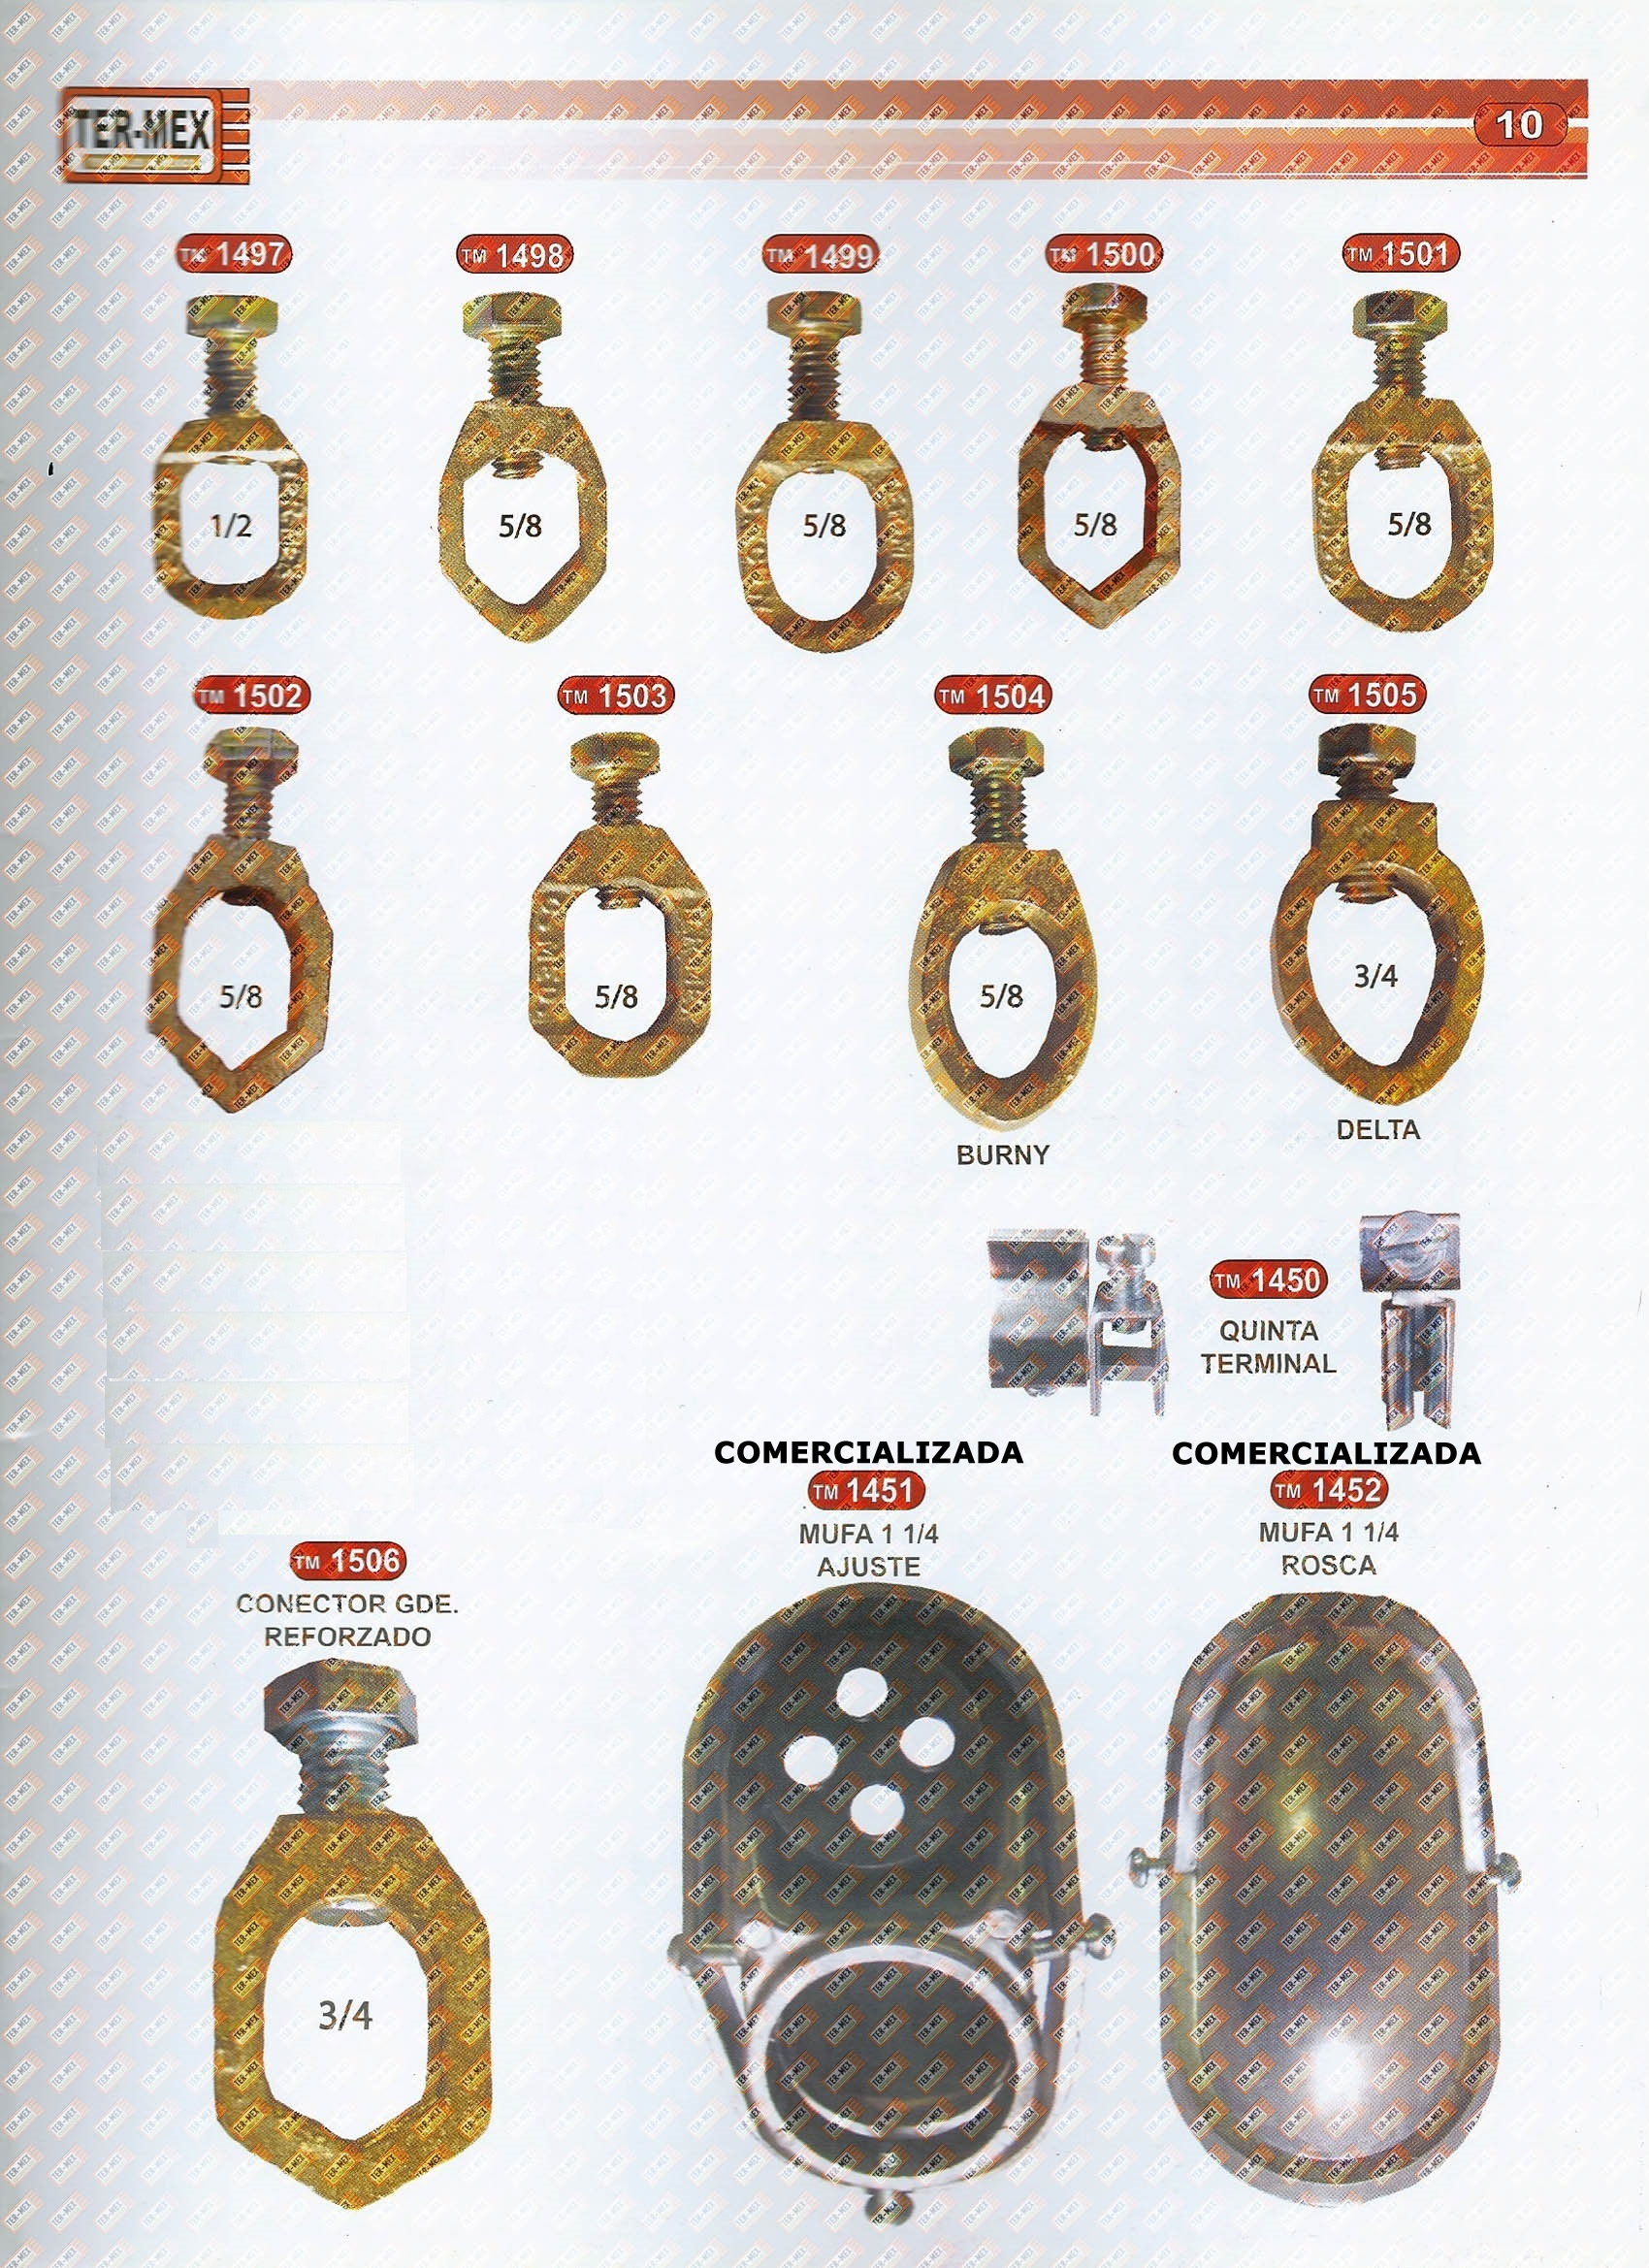 TER-MEX
10
TM 1497
TM 1498
TM 1499
TM 1500
TM 1501
1/2
5/8
5/8
5/8
5/8
TM 1502
TM 1503
TM 1504
TM 1505
5/8
5/8
5/8
3/4
BURNY
DELTA
TM 1450
QUINTA
TERMINAL
COMERCIALIZADA
TM 1451
MUFA 1 1/4
AJUSTE
COMERCIALIZADA
TM 1452
MUFA 1 1/4
ROSCA
TM 1506
CONECTOR GDE.
REFORZADO
3/4